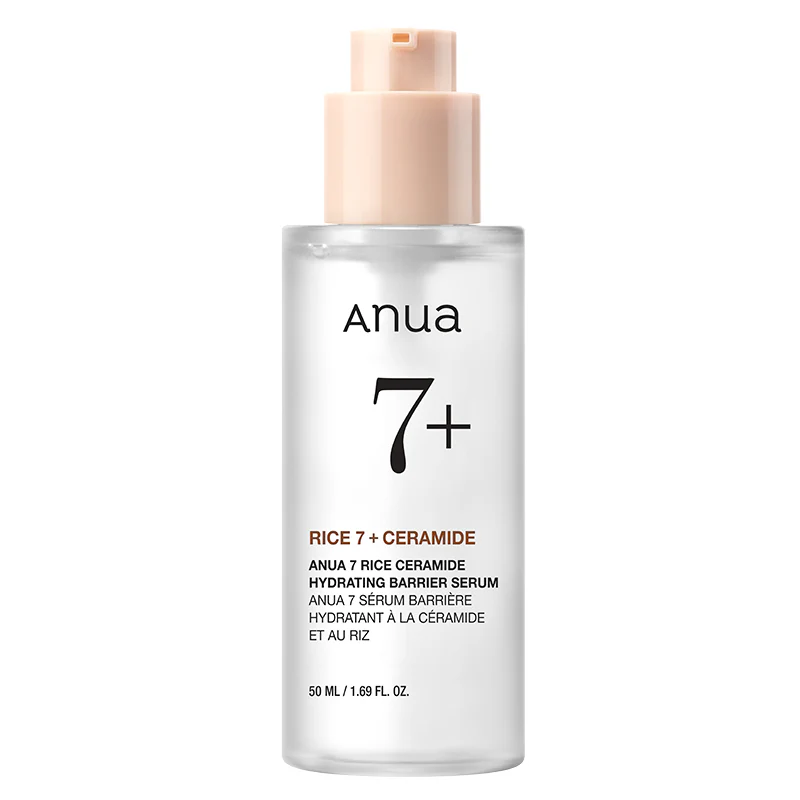 Anua
7+
RICE 7 + CERAMIDE
ANUA 7 RICE CERAMIDE
HYDRATING BARRIER SERUM
ANUA 7 SÉRUM BARRIÈRE
HYDRATANT À LA CÉRAMIDE
ET AU RIZ
50 ML / 1.69 FL. OZ.